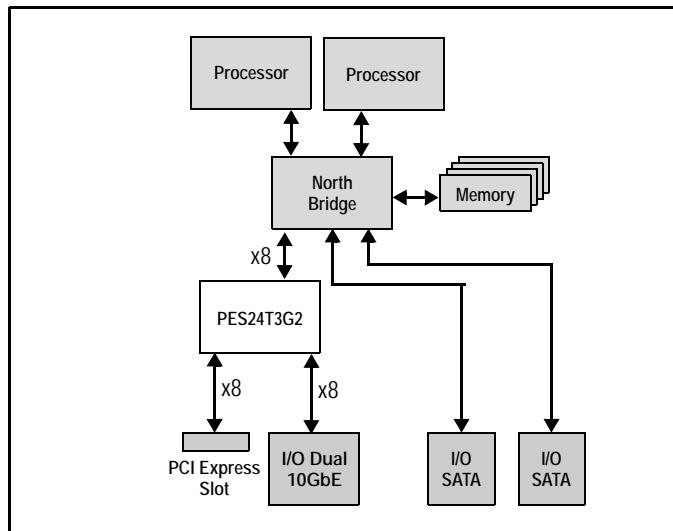 Processor
Processor
North
Bridge
Memory
x8
PES24T3G2
x8
x8
PCI Express
Slot
I/O Dual
10GbE
I/O
SATA
I/O
SATA